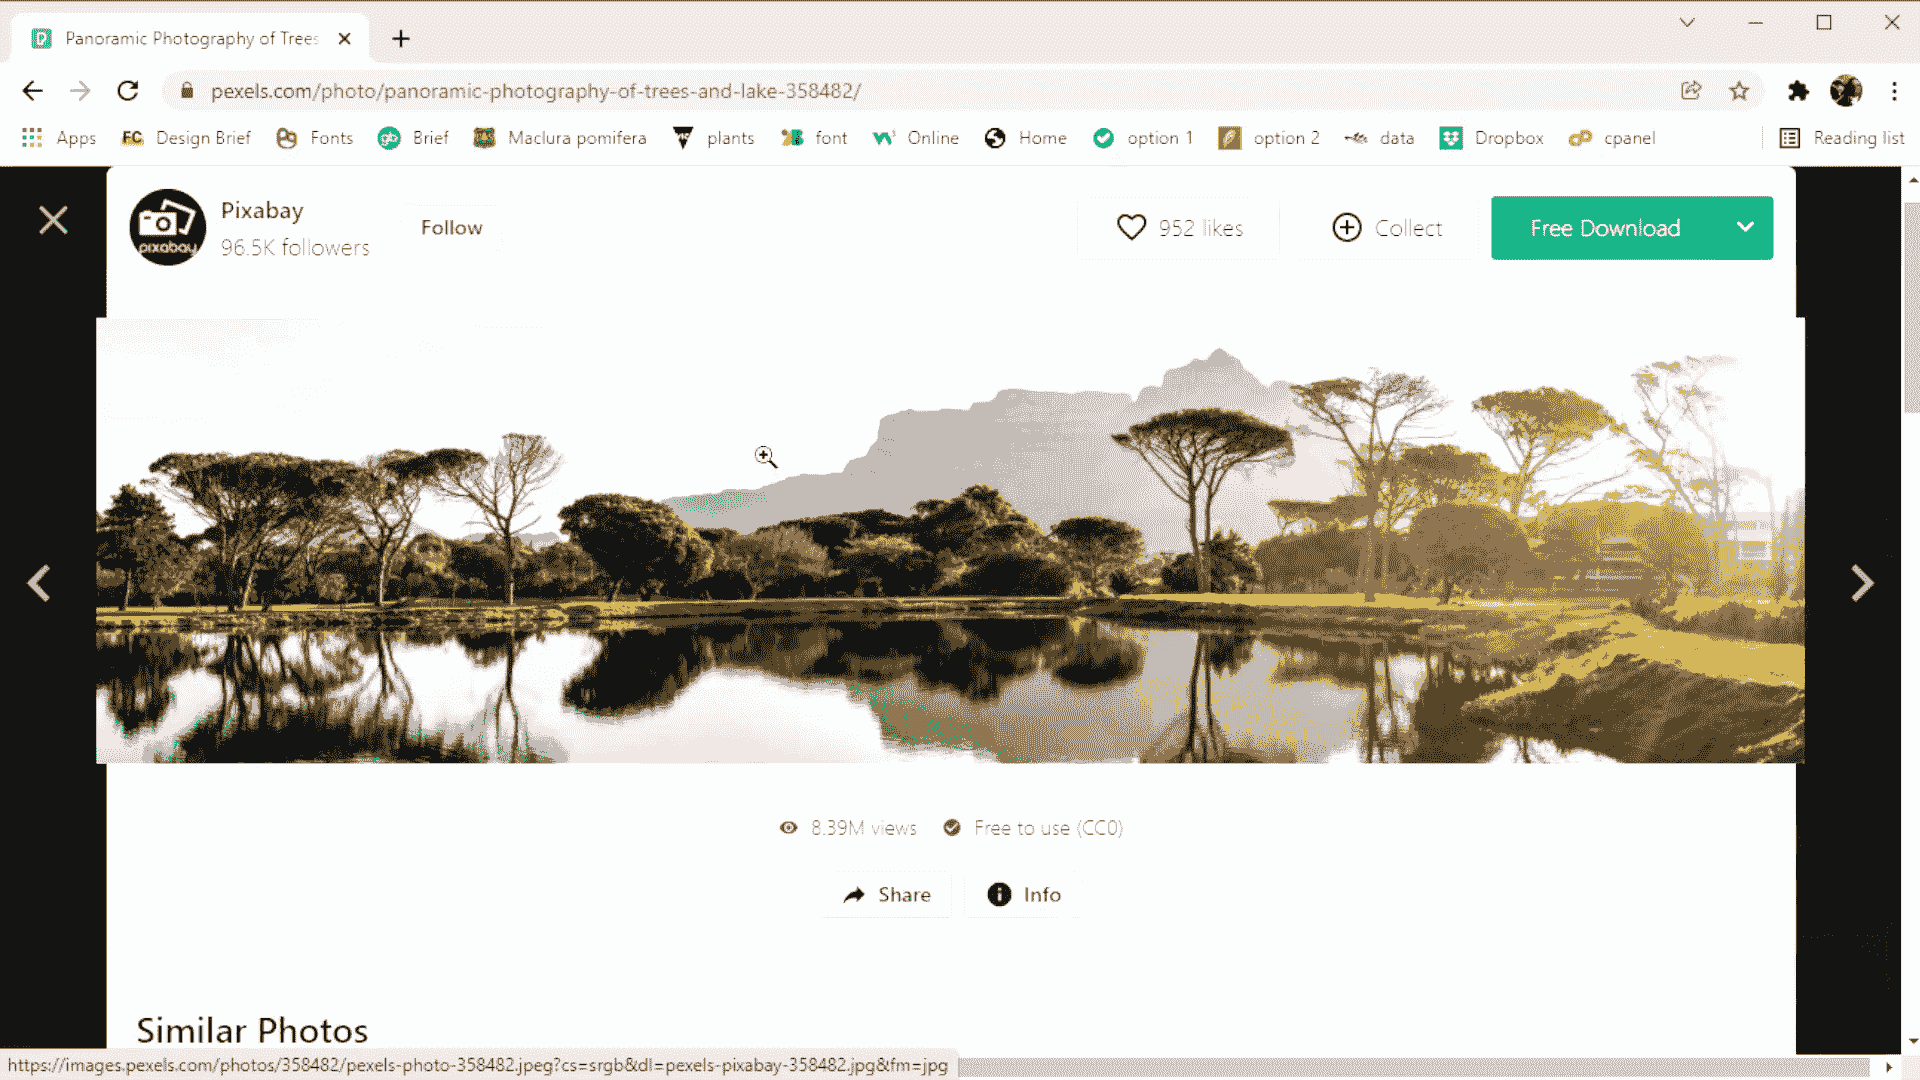 Panoramic Photography of Trees
pexels.com/photo/panoramic-photography-of-trees-and-lake-358482/
Apps FC Design Brief Fonts gb Brief Maclura pomifera plants font Online Home option 1 option 2 data Dropbox cpanel Reading list
Pixabay
pixabay
96.5K followers
Follow
952 likes
Collect
Free Download
8.39M views Free to use (CC0)
Share Info
Similar Photos
https://images.pexels.com/photos/358482/pexels-photo-358482.jpeg?cs=srgb&dl=pexels-pixabay-358482.jpg&fm=jpg